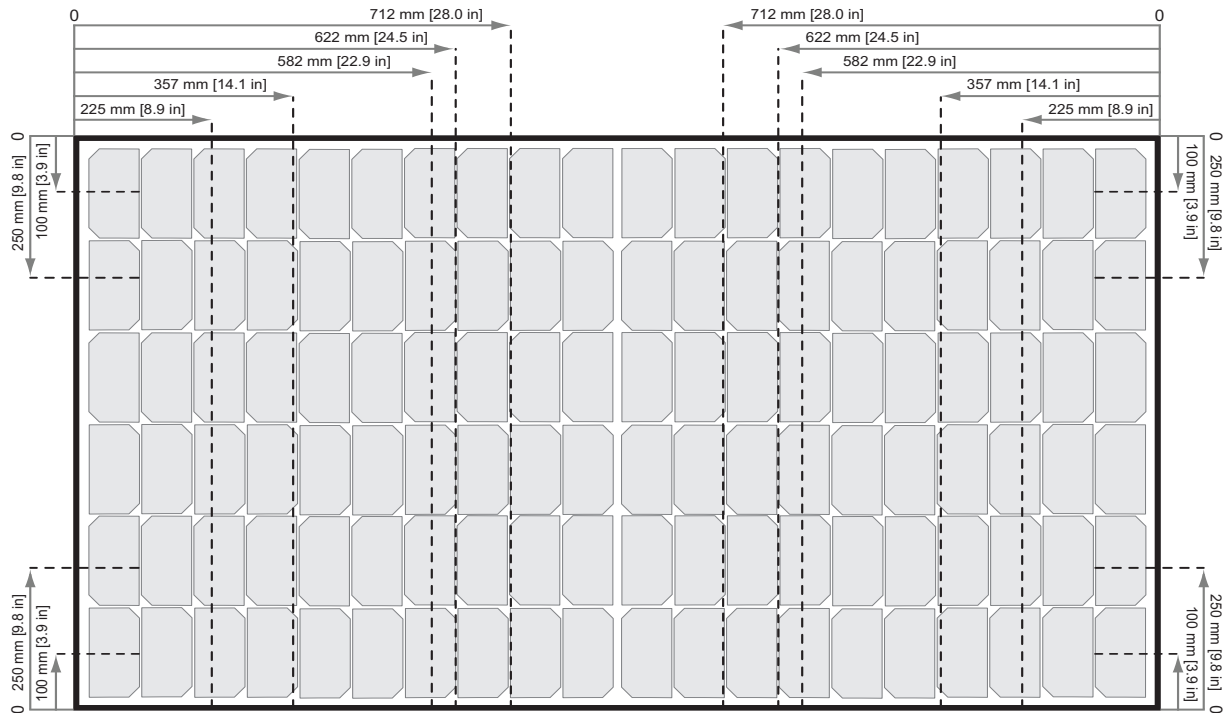 0
712 mm [28.0 in]
712 mm [28.0 in]
0
622 mm [24.5 in]
622 mm [24.5 in]
582 mm [22.9 in]
582 mm [22.9 in]
357 mm [14.1 in]
357 mm [14.1 in]
225 mm [8.9 in]
225 mm [8.9 in]
0
250 mm [9.8 in]
100 mm [3.9 in]
0
100 mm [3.9 in]
250 mm [9.8 in]
250 mm [9.8 in]
100 mm [3.9 in]
0
100 mm [3.9 in]
250 mm [9.8 in]
0